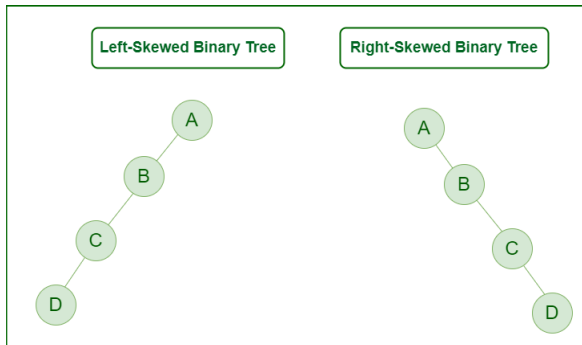 Left-Skewed Binary Tree
Right-Skewed Binary Tree
A
B
C
D
A
B
C
D